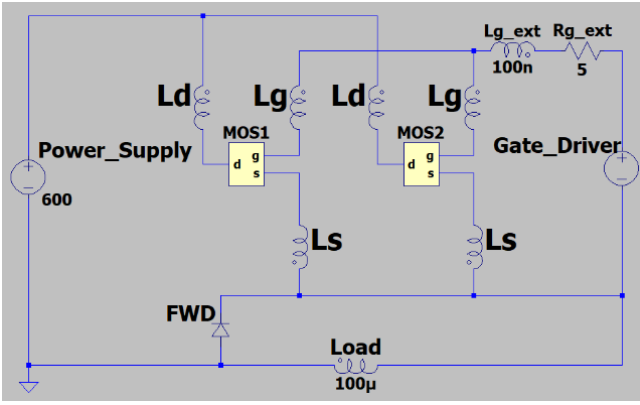 Lg_ext Rg_ext
100n 5
Ld Lg Ld Lg
MOS1 MOS2
Power_Supply
d g s
d g s
Gate_Driver
600
Ls Ls
FWD
Load
100µ